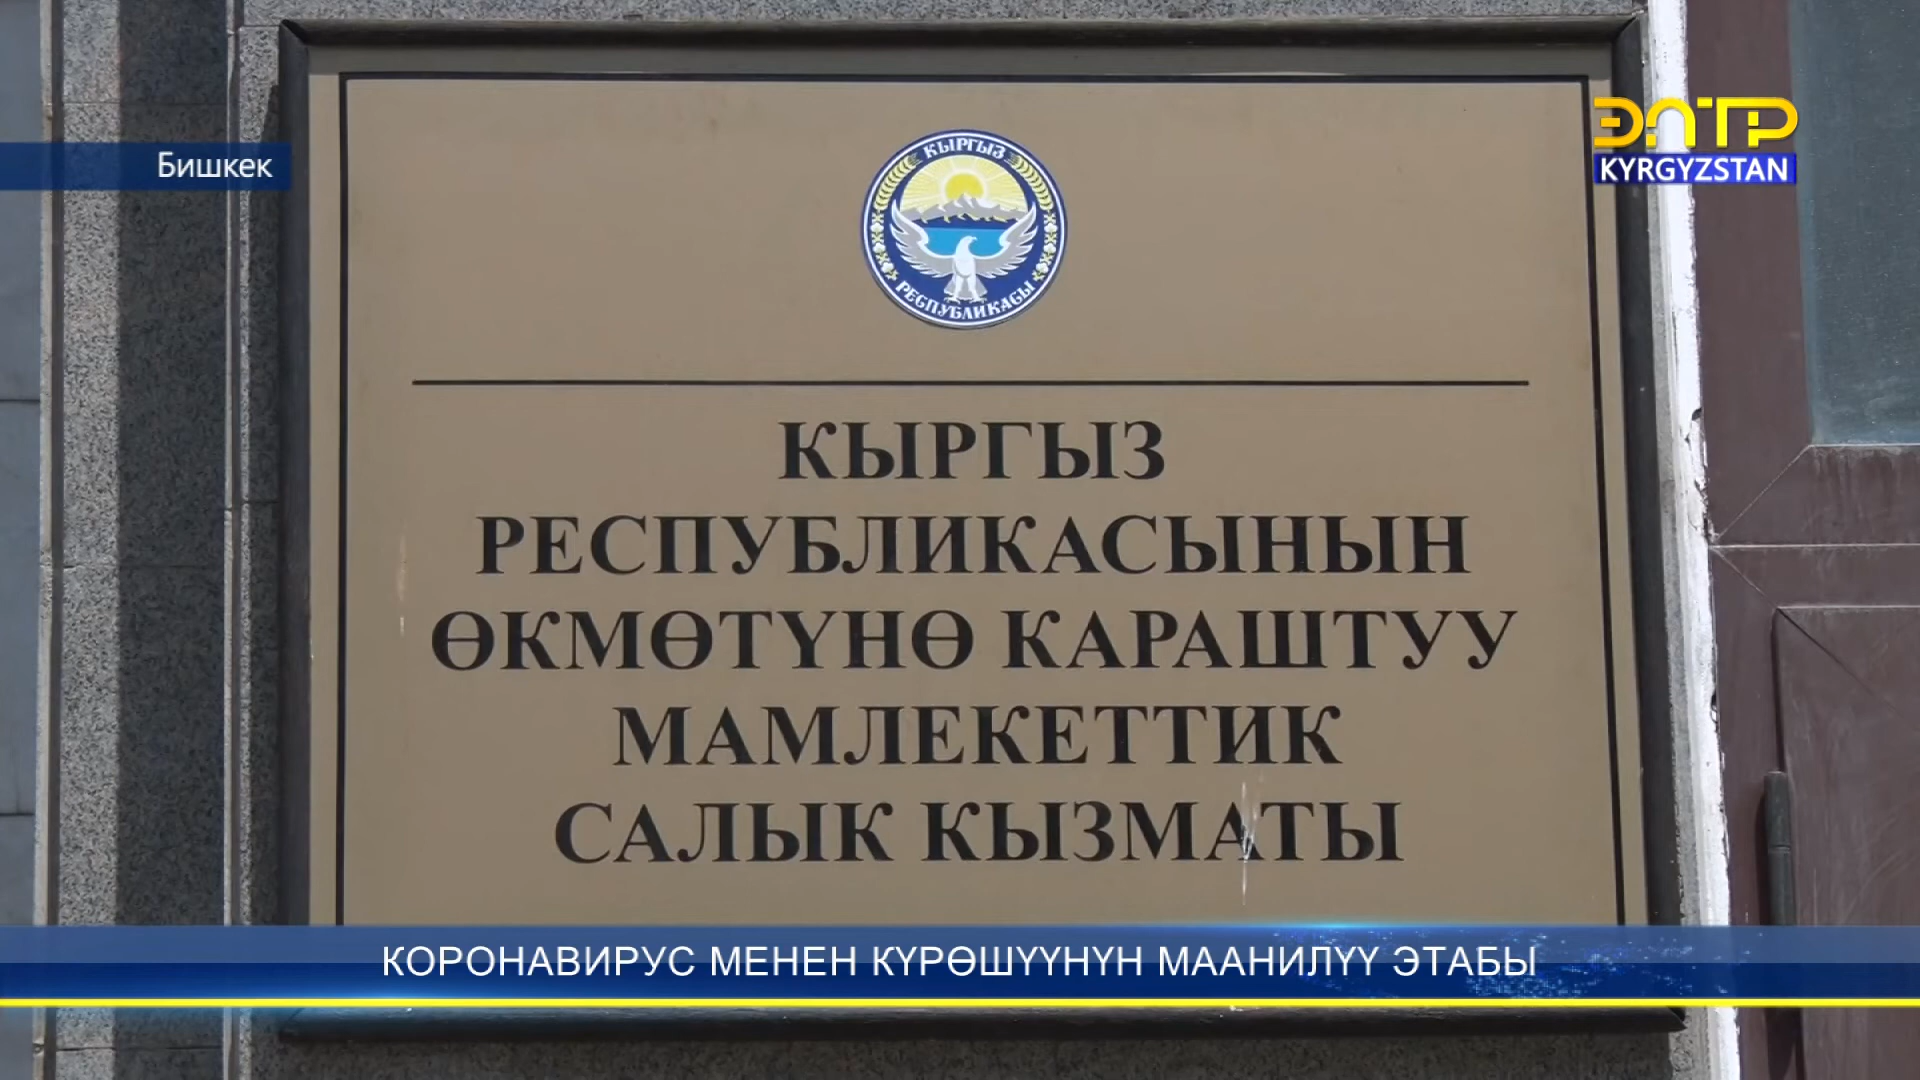 Бишкек
ЭЛТР
KYRGYZSTAN
КЫРГЫЗ
РЕСПУБЛИКАСЫ
КЫРГЫЗ
РЕСПУБЛИКАСЫНЫН
ӨКМӨТҮНӨ КАРАШТУУ
МАМЛЕКЕТТИК
САЛЫК КЫЗМАТЫ
КОРОНАВИРУС МЕНЕН КҮРӨШҮҮНҮН МААНИЛҮҮ ЭТАБЫ